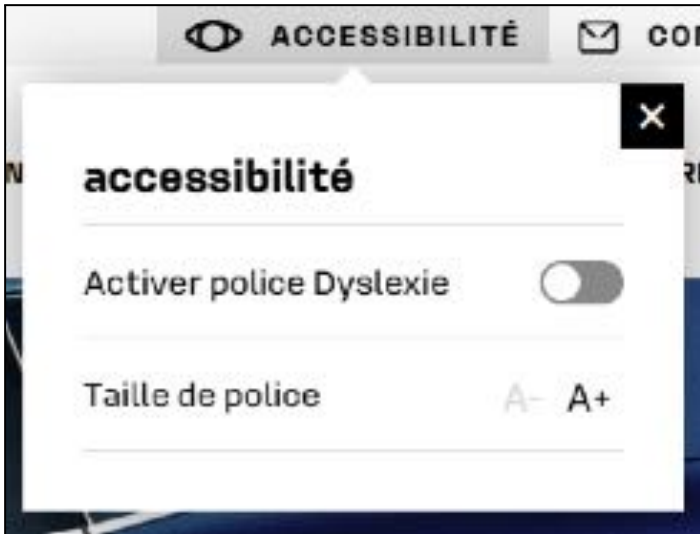 ACCESSIBILITÉ
accessibilité
Activer police Dyslexie
Taille de police A- A+